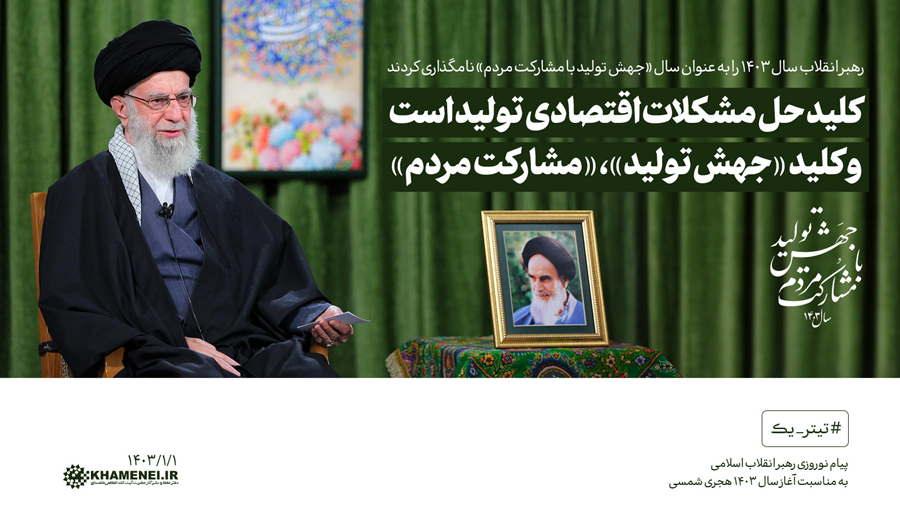 رهبر انقلاب سال ۱۴۰۳ را به عنوان سال «جهش تولید با مشارکت مردم» نامگذاری کردند
کلید حل مشکلات اقتصادی تولید است
و کلید «جهش تولید»، «مشارکت مردم»
جهش تولید
با مشارکت مردم
سال ۱۴۰۳
#تیتر_یک
پیام نوروزی رهبر انقلاب اسلامی
به مناسبت آغاز سال ۱۴۰۳ هجری شمسی
۱۴۰۳/۱/۱
KHAMENEI.IR